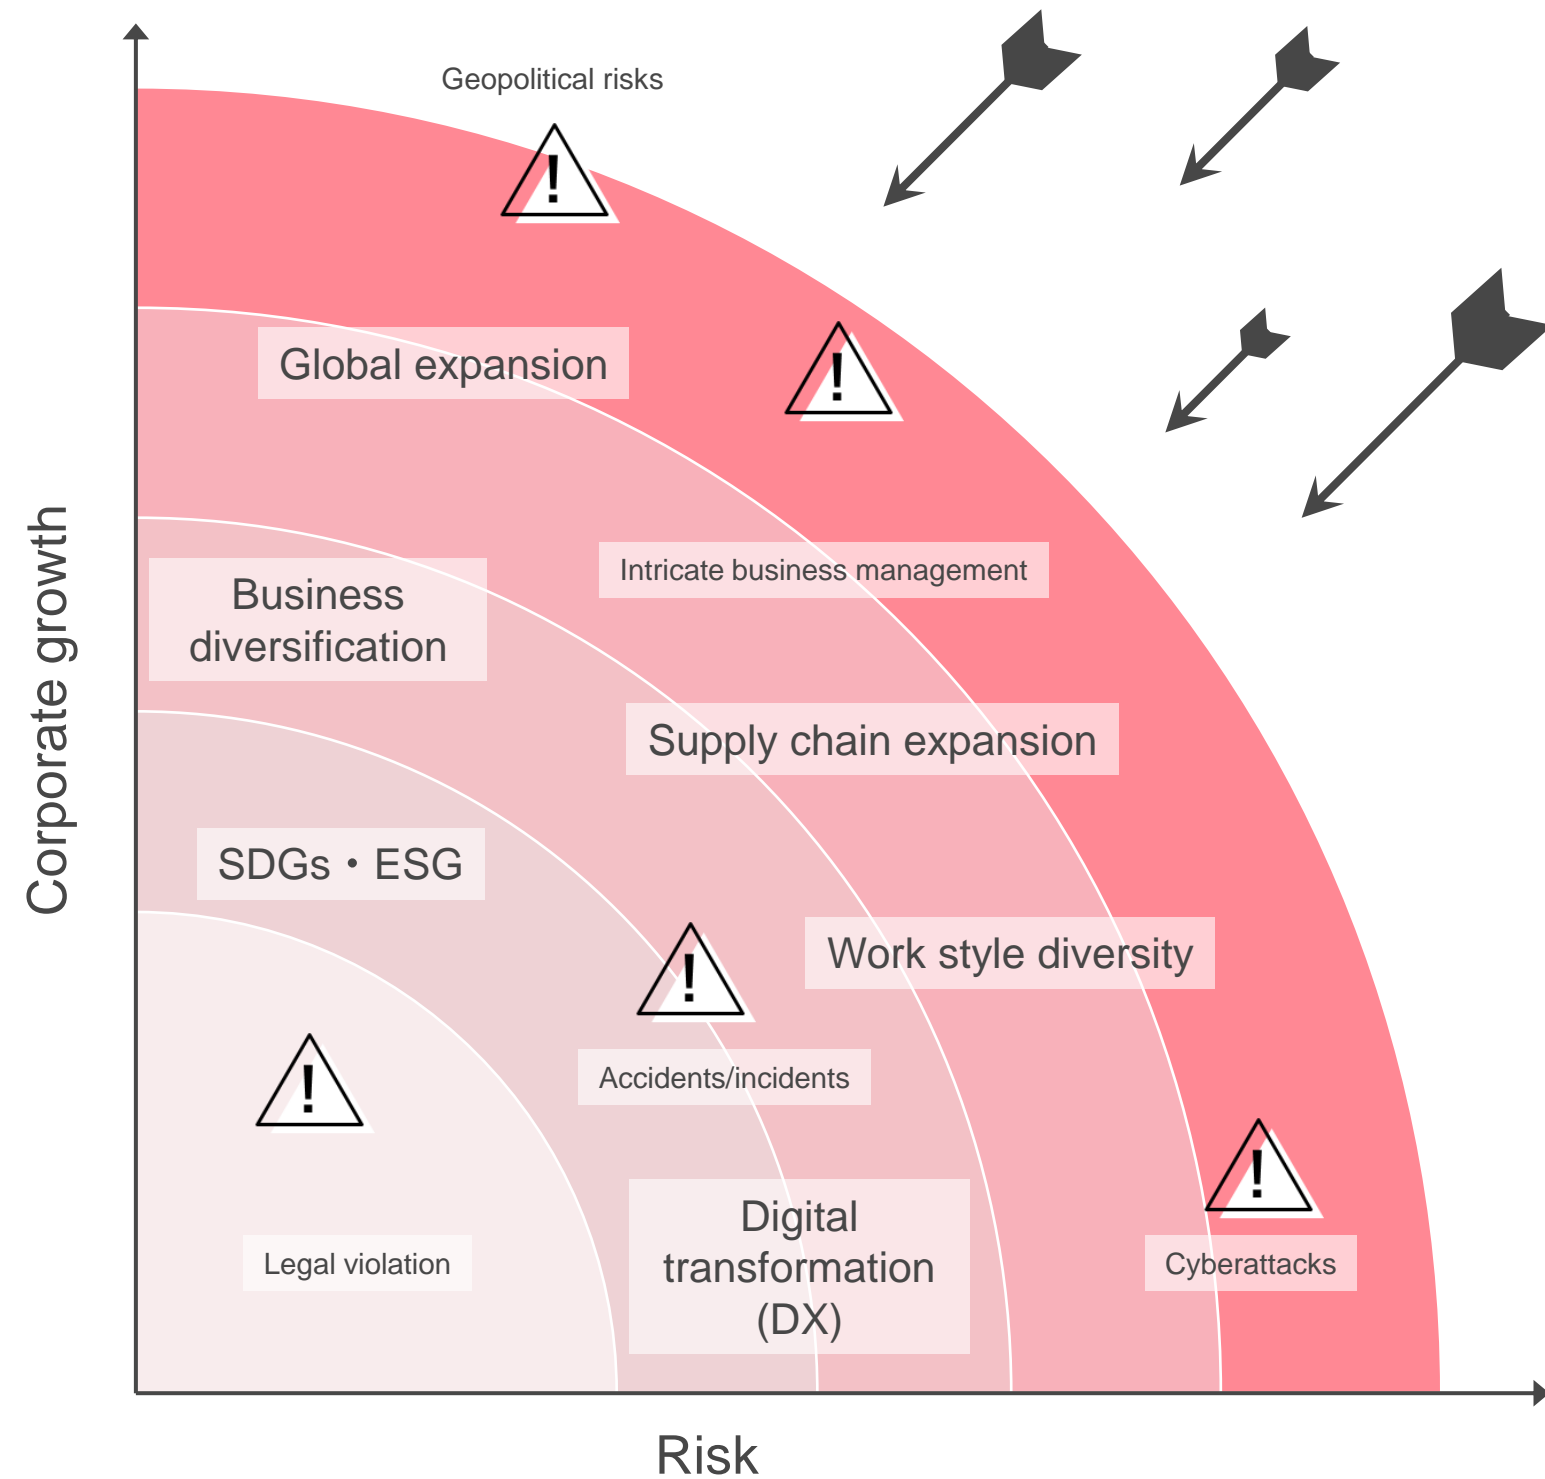 Geopolitical risks
!
Global expansion
!
Corporate growth
Intricate business management
Business
diversification
Supply chain expansion
SDGs・ESG
Work style diversity
!
!
Accidents/incidents
!
Digital
transformation
(DX)
Legal violation
Cyberattacks
Risk